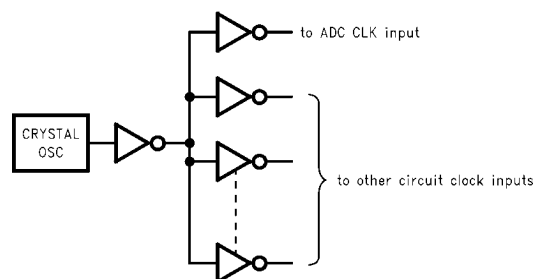 to ADC CLK input
CRYSTAL
OSC
to other circuit clock inputs